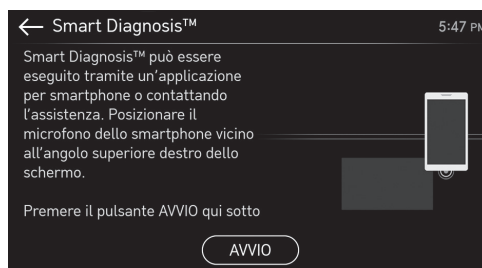 ← Smart Diagnosis™ 5:47 PM
Smart Diagnosis™ può essere
eseguito tramite un'applicazione
per smartphone o contattando
l'assistenza. Posizionare il
microfono dello smartphone vicino
all'angolo superiore destro dello
schermo.
Premere il pulsante AVVIO qui sotto
AVVIO